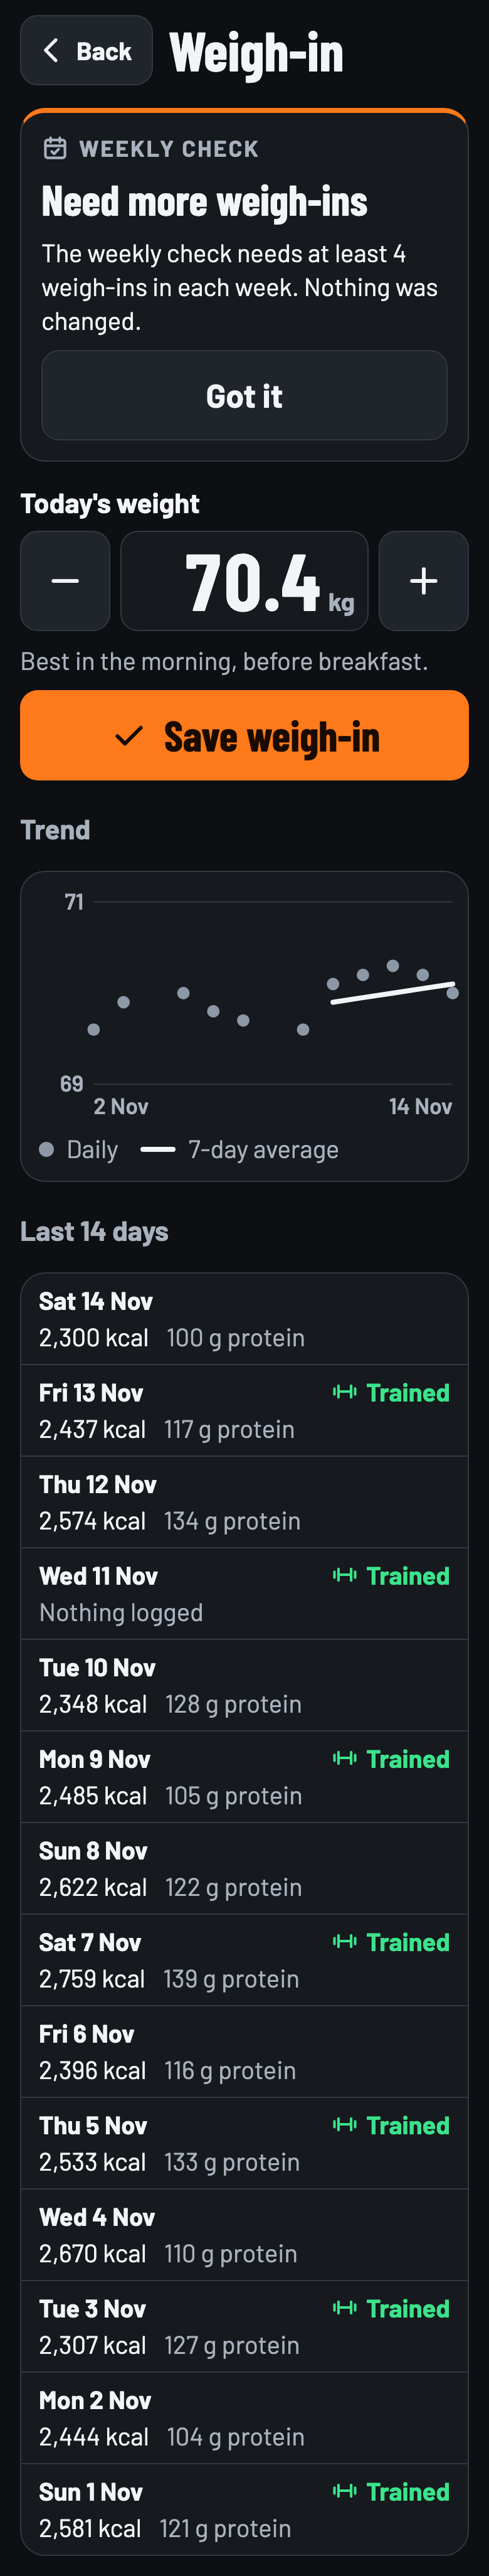 Back
Weigh-in
WEEKLY CHECK
Need more weigh-ins
The weekly check needs at least 4
weigh-ins in each week. Nothing was
changed.
Got it
Today's weight
70.4 kg
Best in the morning, before breakfast.
Save weigh-in
Trend
71
69
2 Nov 14 Nov
Daily 7-day average
Last 14 days
Sat 14 Nov
2,300 kcal 100 g protein
Fri 13 Nov Trained
2,437 kcal 117 g protein
Thu 12 Nov
2,574 kcal 134 g protein
Wed 11 Nov Trained
Nothing logged
Tue 10 Nov
2,348 kcal 128 g protein
Mon 9 Nov Trained
2,485 kcal 105 g protein
Sun 8 Nov
2,622 kcal 122 g protein
Sat 7 Nov Trained
2,759 kcal 139 g protein
Fri 6 Nov
2,396 kcal 116 g protein
Thu 5 Nov Trained
2,533 kcal 133 g protein
Wed 4 Nov
2,670 kcal 110 g protein
Tue 3 Nov Trained
2,307 kcal 127 g protein
Mon 2 Nov
2,444 kcal 104 g protein
Sun 1 Nov Trained
2,581 kcal 121 g protein